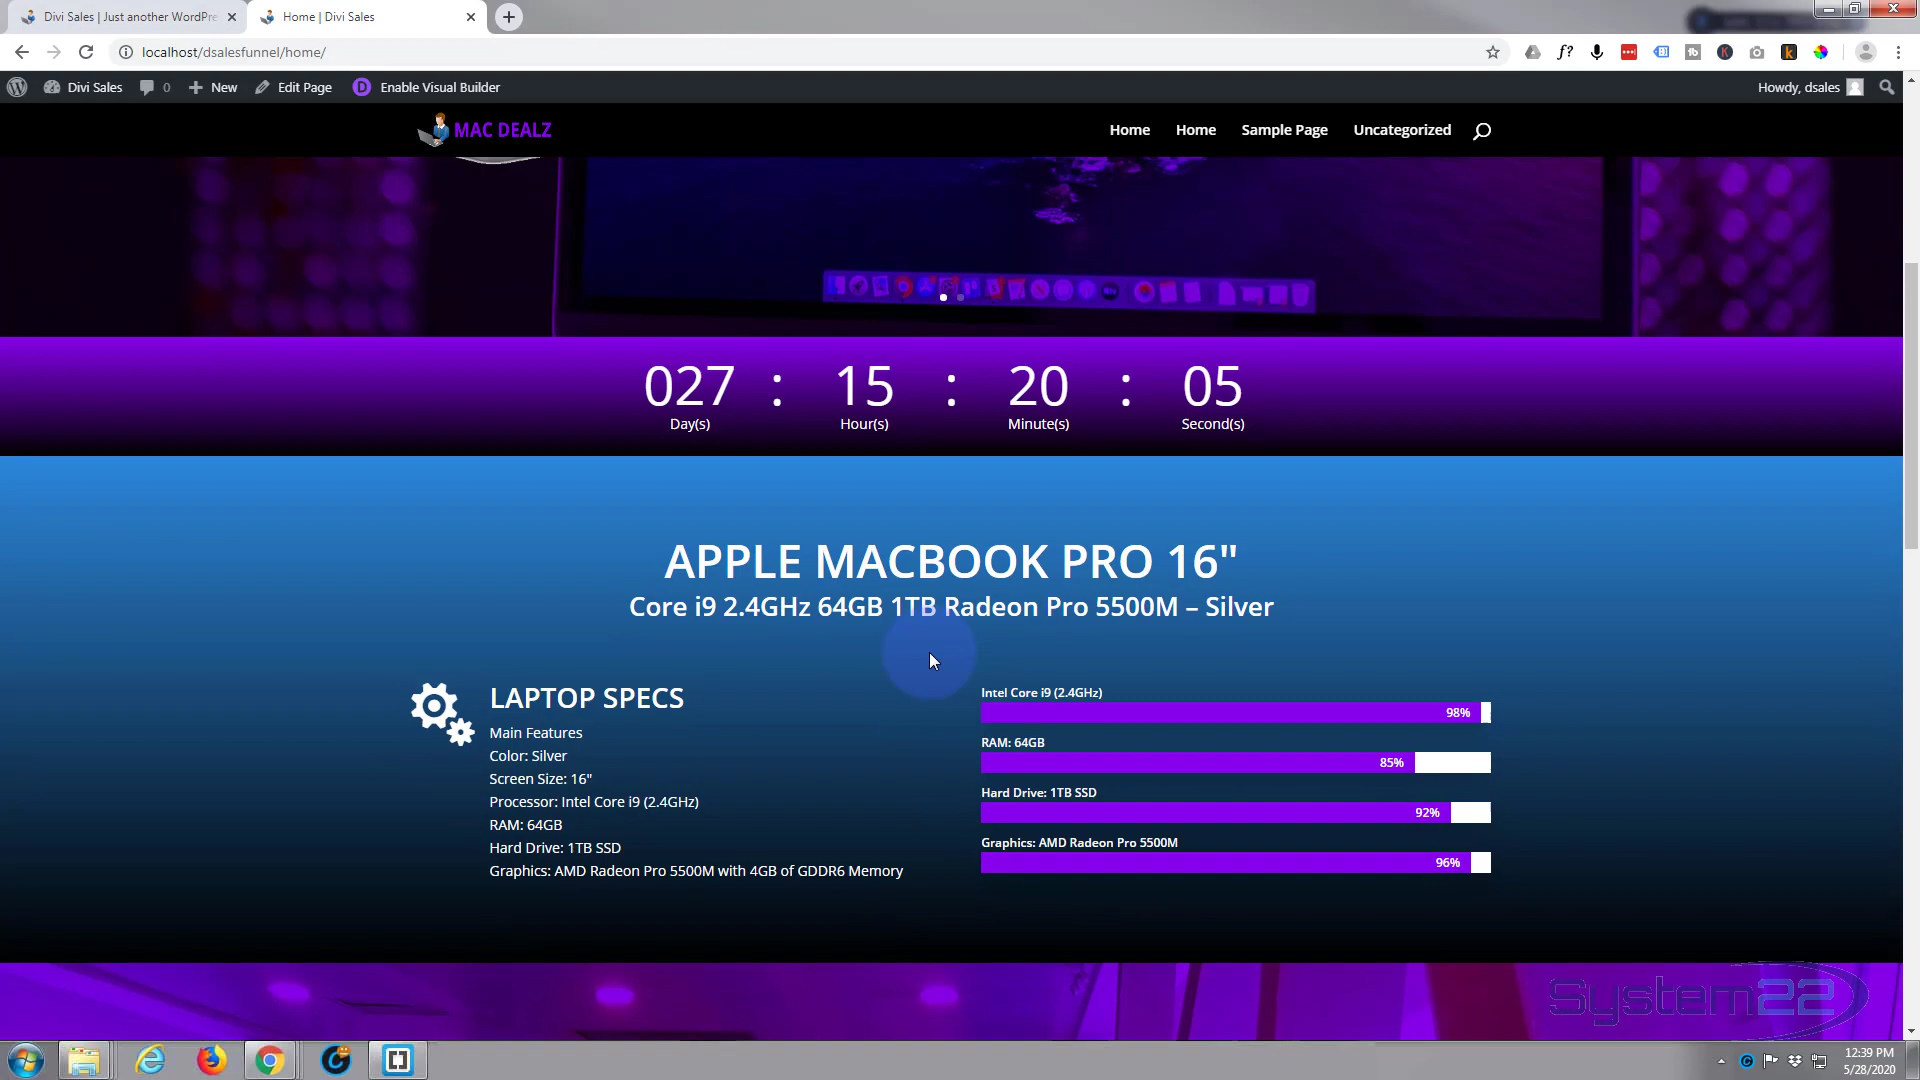 Divi Sales | Just another WordPre
Home | Divi Sales
localhost/dsalesfunnel/home/
Divi Sales
0
New
Edit Page
D
Enable Visual Builder
Howdy, dsales
MAC DEALZ
Home
Home
Sample Page
Uncategorized
027 : 15 : 20 : 05
Day(s)
Hour(s)
Minute(s)
Second(s)
APPLE MACBOOK PRO 16"
Core i9 2.4GHz 64GB 1TB Radeon Pro 5500M – Silver
LAPTOP SPECS
Main Features
Color: Silver
Screen Size: 16"
Processor: Intel Core i9 (2.4GHz)
RAM: 64GB
Hard Drive: 1TB SSD
Graphics: AMD Radeon Pro 5500M with 4GB of GDDR6 Memory
Intel Core i9 (2.4GHz)
98%
RAM: 64GB
85%
Hard Drive: 1TB SSD
92%
Graphics: AMD Radeon Pro 5500M
96%
System22
12:39 PM
5/28/2020